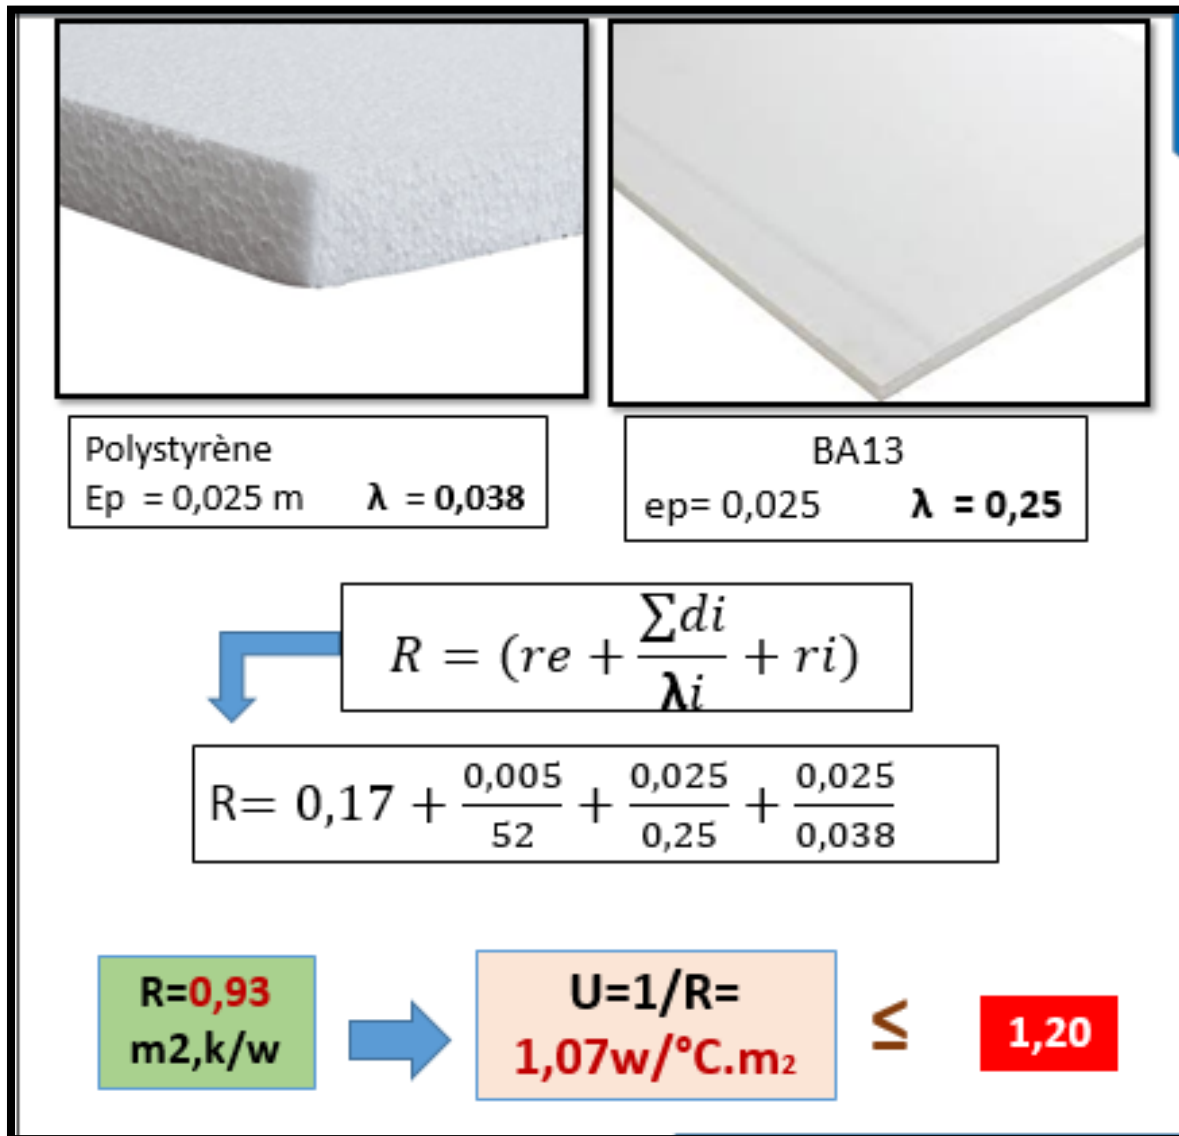 Polystyrène
Ep = 0,025 m λ = 0,038
BA13
ep= 0,025 λ = 0,25
R = (re + ∑di/λi + ri)
R= 0,17 + 0,005/52 + 0,025/0,25 + 0,025/0,038
R=0,93
m2,k/w
U=1/R=
1,07w/°C.m2
≤
1,20